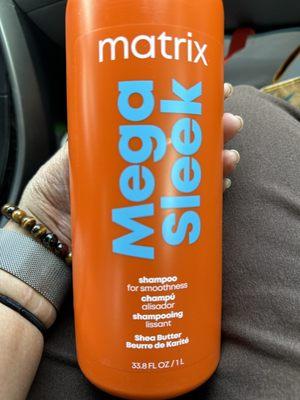 matrix
Mega
Sleek
shampoo
for smoothness
champú
alisador
shampooing
lissant
Shea Butter
Beurre de Karité
33.8 FL OZ / 1 L